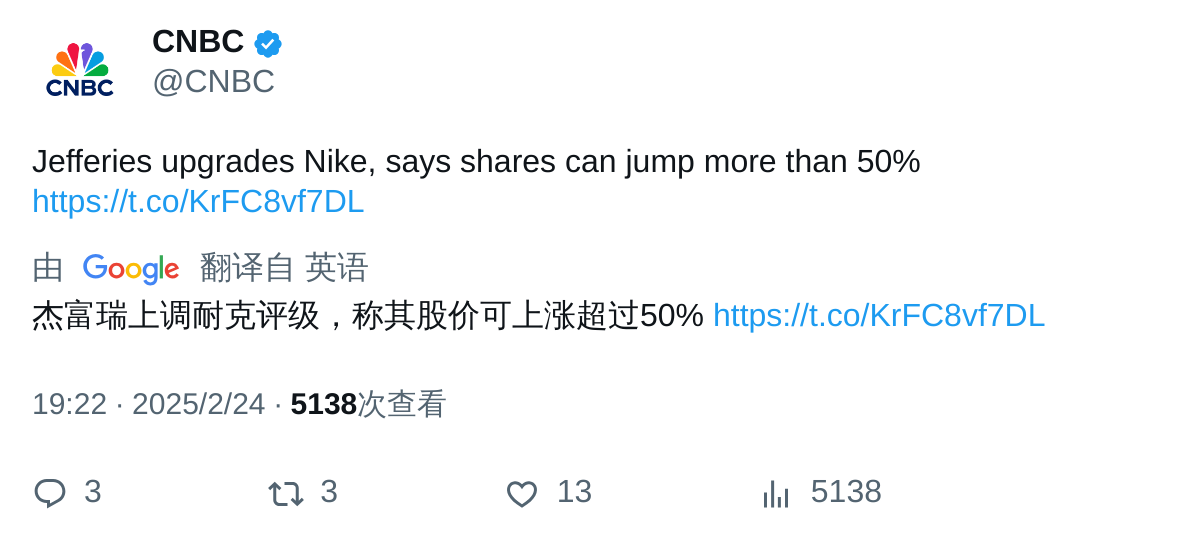 CNBC
CNBC
@CNBC
Jefferies upgrades Nike, says shares can jump more than 50%
https://t.co/KrFC8vf7DL
由 Google 翻译自 英语
杰富瑞上调耐克评级，称其股价可上涨超过50% https://t.co/KrFC8vf7DL
19:22 · 2025/2/24 · 5138次查看
3 3 13 5138